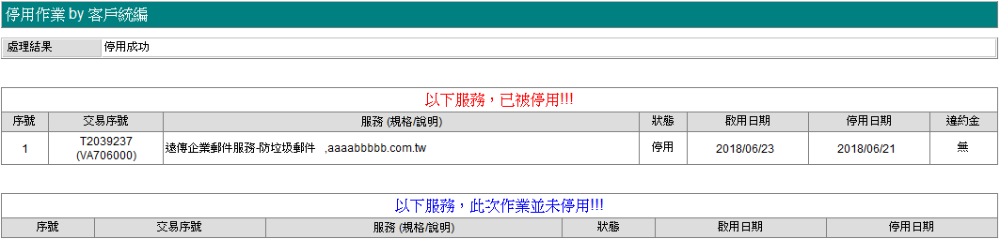 停用作業 by 客戶統編
處理結果 停用成功
以下服務，已被停用!!!
序號 交易序號 服務 (規格/說明) 狀態 啟用日期 停用日期 違約金
1 T2039237 (VA706000) 遠傳企業郵件服務-防垃圾郵件 ,aaaabbbbb.com.tw 停用 2018/06/23 2018/06/21 無
以下服務，此次作業並未停用!!!
序號 交易序號 服務 (規格/說明) 狀態 啟用日期 停用日期